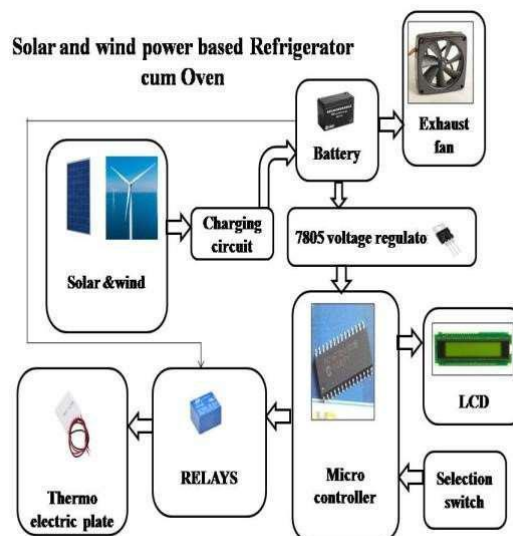 Solar and wind power based Refrigerator
cum Oven
Exhaust
fan
Battery
Charging
circuit
7805 voltage regulato
Solar &wind
LCD
RELAYS
Micro
controller
Selection
switch
Thermo
electric plate